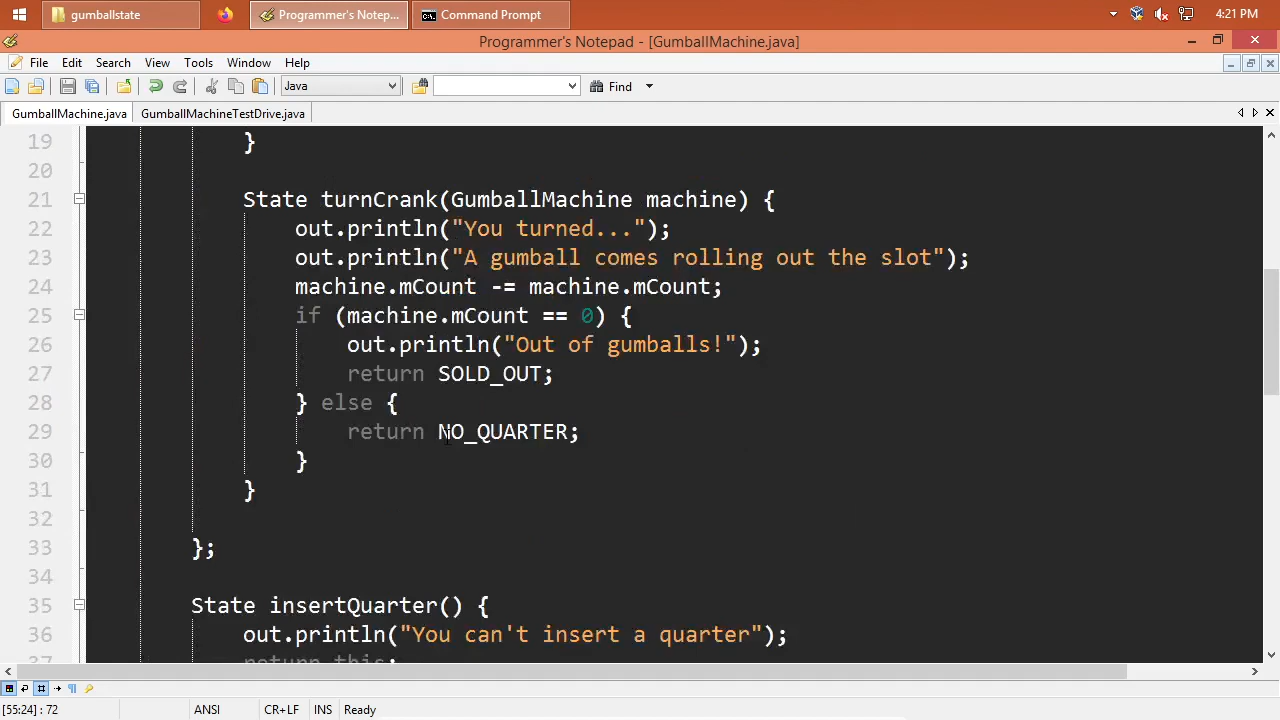 gumballstate
Programmer's Notep...
Command Prompt
4:21 PM
Programmer's Notepad - [GumballMachine.java]
File Edit Search View Tools Window Help
Java
Find
GumballMachine.java
GumballMachineTestDrive.java
19 }
20
21 State turnCrank(GumballMachine machine) {
22 out.println("You turned...");
23 out.println("A gumball comes rolling out the slot");
24 machine.mCount -= machine.mCount;
25 if (machine.mCount == 0) {
26 out.println("Out of gumballs!");
27 return SOLD_OUT;
28 } else {
29 return NO_QUARTER;
30 }
31 }
32
33 };
34
35 State insertQuarter() {
36 out.println("You can't insert a quarter");
37 return this;
[55:24] : 72 ANSI CR+LF INS Ready